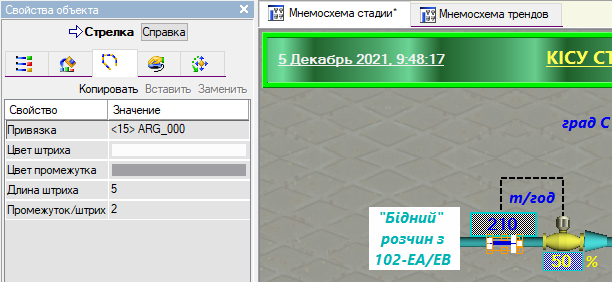 Свойства объекта
Стрелка Справка
Копировать Вставить Заменить
Свойство Значение
Привязка <15> ARG_000
Цвет штриха
Цвет промежутка
Длина штриха 5
Промежуток/штрих 2
Мнемосхема стадии*
Мнемосхема трендов
5 Декабрь 2021, 9:48:17
КІСУ СТ
град С
т/год
"Бідний"
розчин з
102-ЕА/ЕВ
210
50 %